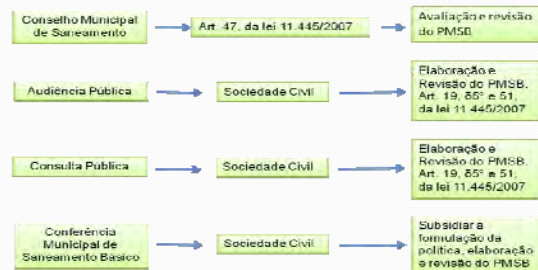 Conselho Municipal
de Saneamento
Art. 47, da lei 11.445/2007
Avaliação e revisão
do PMSB
Audiência Pública
Sociedade Civil
Elaboração e
Revisão do PMSB.
Art. 19, §5° e 51,
da lei 11.445/2007
Consulta Pública
Sociedade Civil
Elaboração e
Revisão do PMSB.
Art. 19, §5° e 51,
da lei 11.445/2007
Conferência
Municipal de
Saneamento Básico
Sociedade Civil
Subsidiar a
formulação da
política, elaboração
e revisão do PMSB